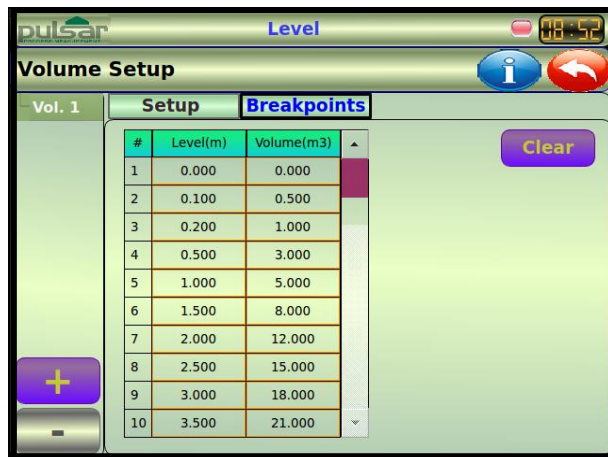 pulsar
Level
08:52
Volume Setup
Vol. 1
Setup
Breakpoints
# Level(m) Volume(m3)
Clear
1 0.000 0.000
2 0.100 0.500
3 0.200 1.000
4 0.500 3.000
5 1.000 5.000
6 1.500 8.000
7 2.000 12.000
8 2.500 15.000
9 3.000 18.000
10 3.500 21.000
+
-